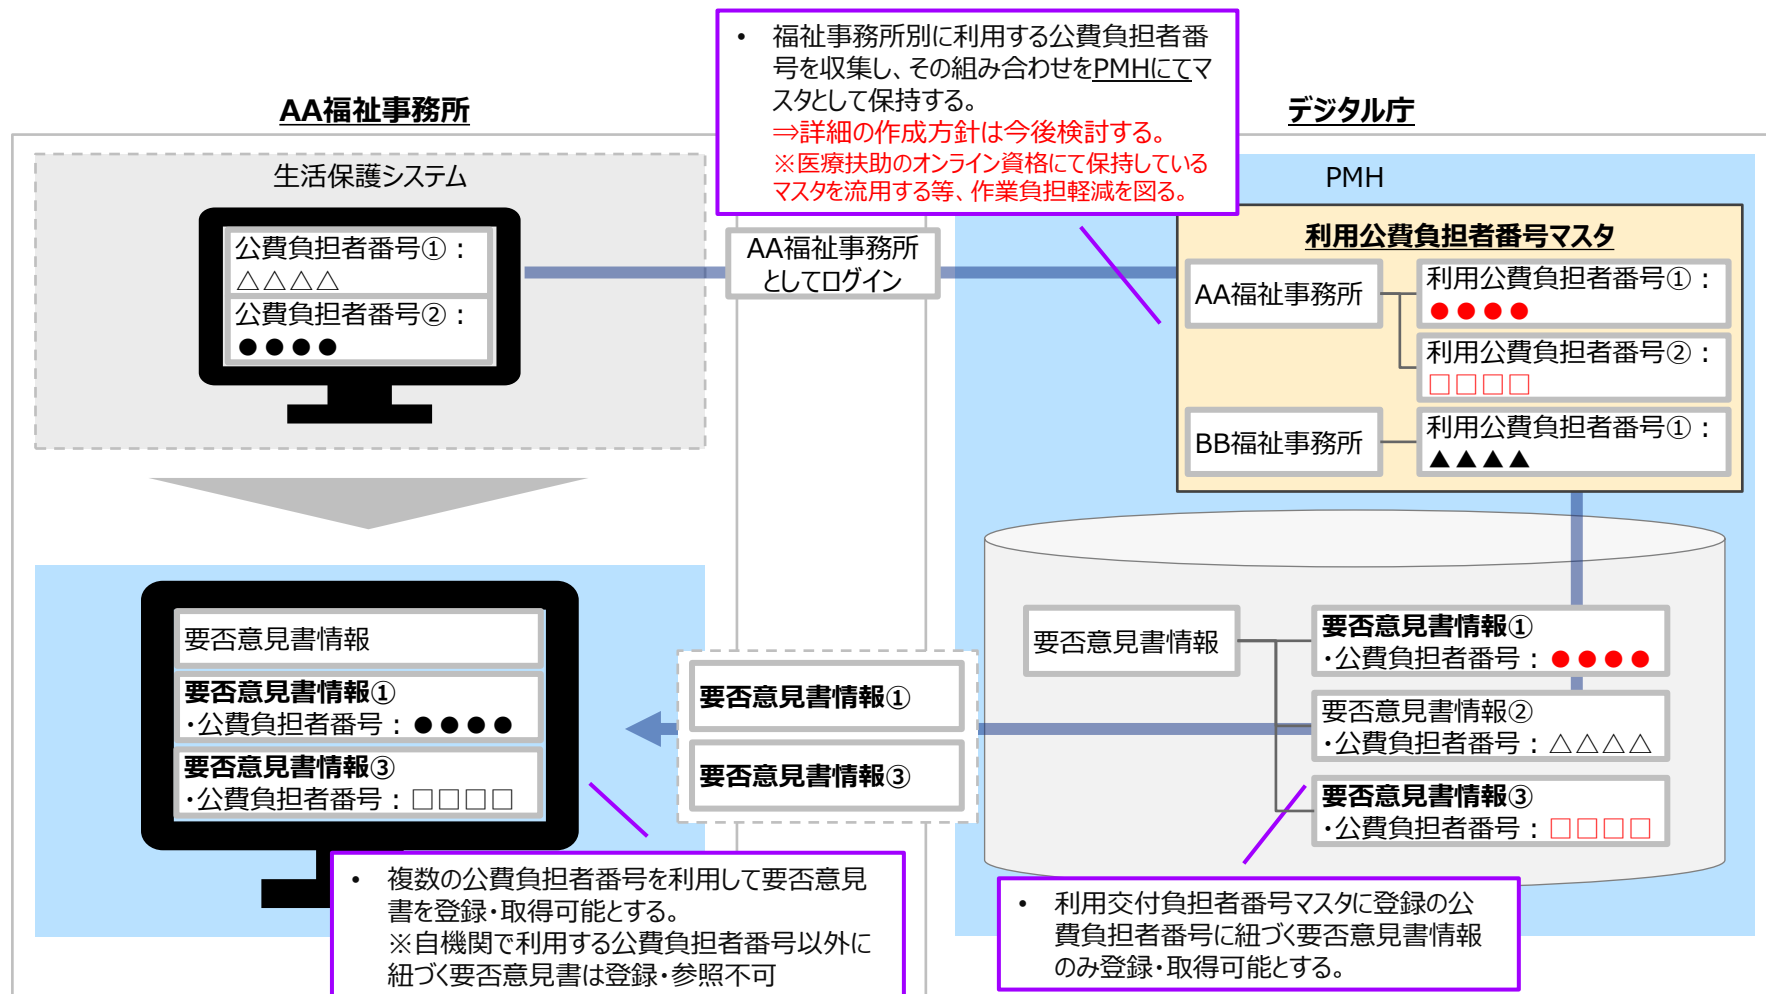 • 福祉事務所別に利用する公費負担者番
号を収集し、その組み合わせをPMHにてマ
スタとして保持する。
⇒詳細の作成方針は今後検討する。
※医療扶助のオンライン資格にて保持している
マスタを流用する等、作業負担軽減を図る。
AA福祉事務所
デジタル庁
生活保護システム
公費負担者番号①：
△△△△
公費負担者番号②：
●●●●
AA福祉事務所
としてログイン
PMH
利用公費負担者番号マスタ
AA福祉事務所
利用公費負担者番号①：
●●●●
利用公費負担者番号②：
□□□□
BB福祉事務所
利用公費負担者番号①：
▲▲▲▲
要否意見書情報
要否意見書情報①
・公費負担者番号：●●●●
要否意見書情報③
・公費負担者番号：□□□□
要否意見書情報①
要否意見書情報③
要否意見書情報
要否意見書情報①
・公費負担者番号：●●●●
要否意見書情報②
・公費負担者番号：△△△△
要否意見書情報③
・公費負担者番号：□□□□
• 複数の公費負担者番号を利用して要否意見
書を登録・取得可能とする。
※自機関で利用する公費負担者番号以外に
紐づく要否意見書は登録・参照不可
• 利用交付負担者番号マスタに登録の公
費負担者番号に紐づく要否意見書情報
のみ登録・取得可能とする。